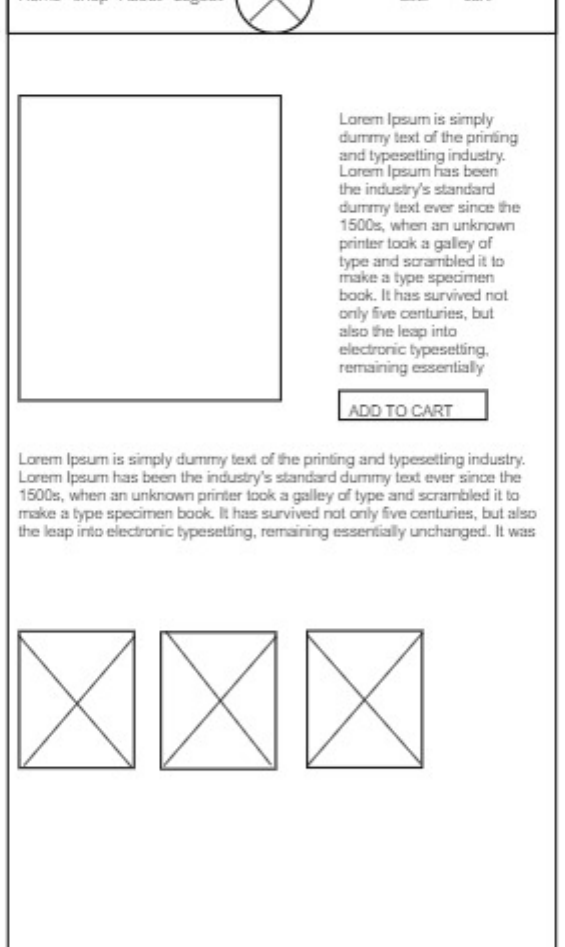 Lorem Ipsum is simply
dummy text of the printing
and typesetting industry.
Lorem Ipsum has been
the industry's standard
dummy text ever since the
1500s, when an unknown
printer took a galley of
type and scrambled it to
make a type specimen
book. It has survived not
only five centuries, but
also the leap into
electronic typesetting,
remaining essentially
ADD TO CART
Lorem Ipsum is simply dummy text of the printing and typesetting industry.
Lorem Ipsum has been the industry's standard dummy text ever since the
1500s, when an unknown printer took a galley of type and scrambled it to
make a type specimen book. It has survived not only five centuries, but also
the leap into electronic typesetting, remaining essentially unchanged. It was